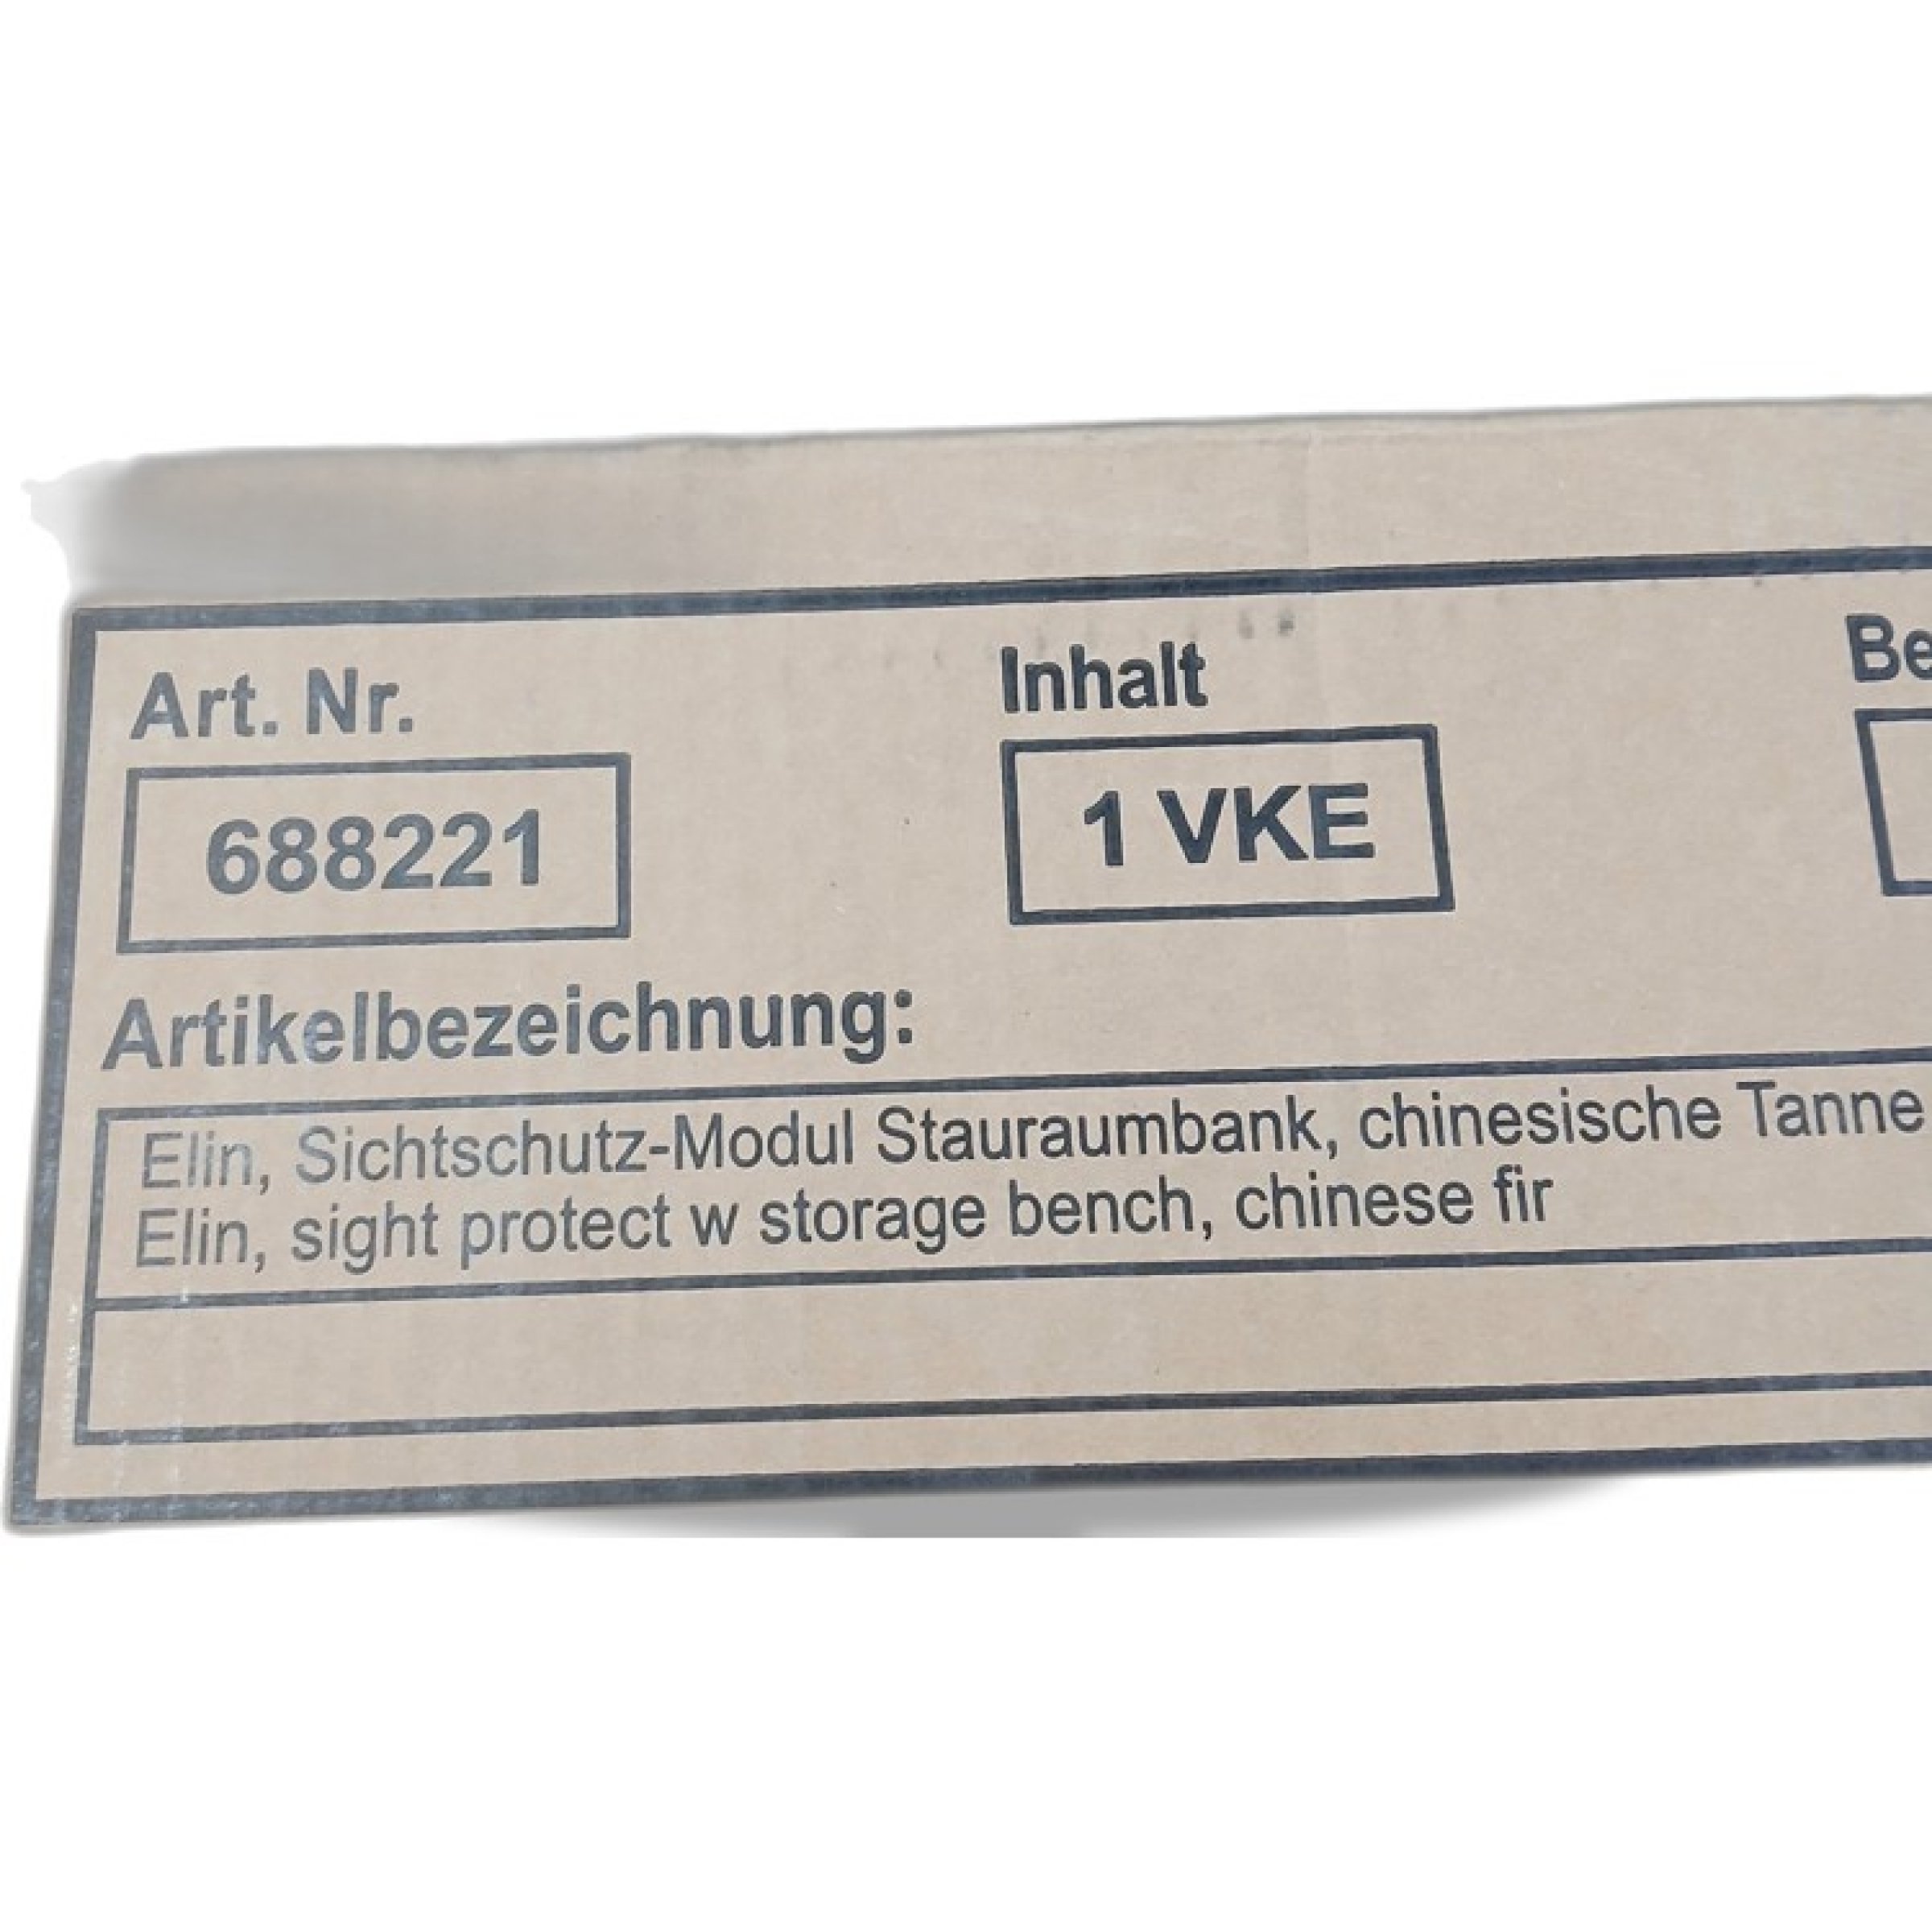 Art. Nr.
Inhalt
Be
688221
1 VKE
Artikelbezeichnung:
Elin, Sichtschutz-Modul Stauraumbank, chinesische Tanne
Elin, sight protect w storage bench, chinese fir